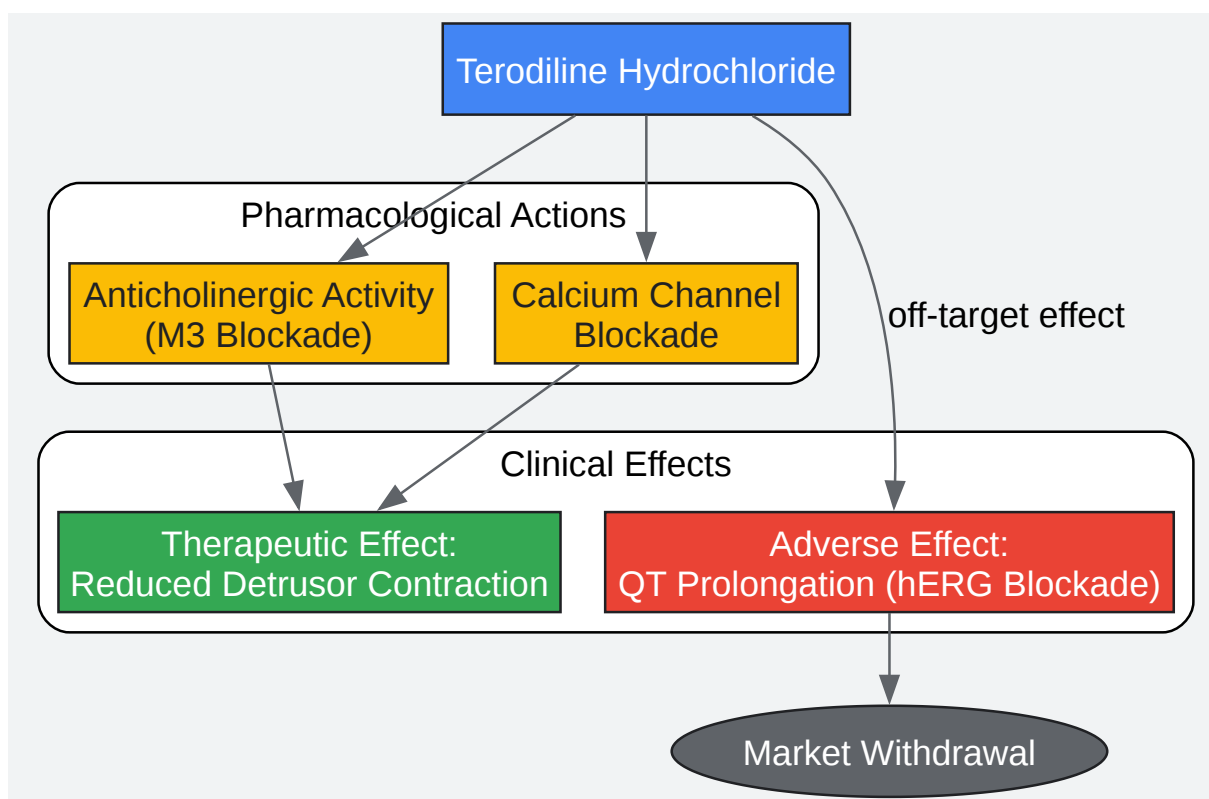 Terodiline Hydrochloride
Pharmacological Actions
Anticholinergic Activity
(M3 Blockade)
Calcium Channel
Blockade
off-target effect
Clinical Effects
Therapeutic Effect:
Reduced Detrusor Contraction
Adverse Effect:
QT Prolongation (hERG Blockade)
Market Withdrawal